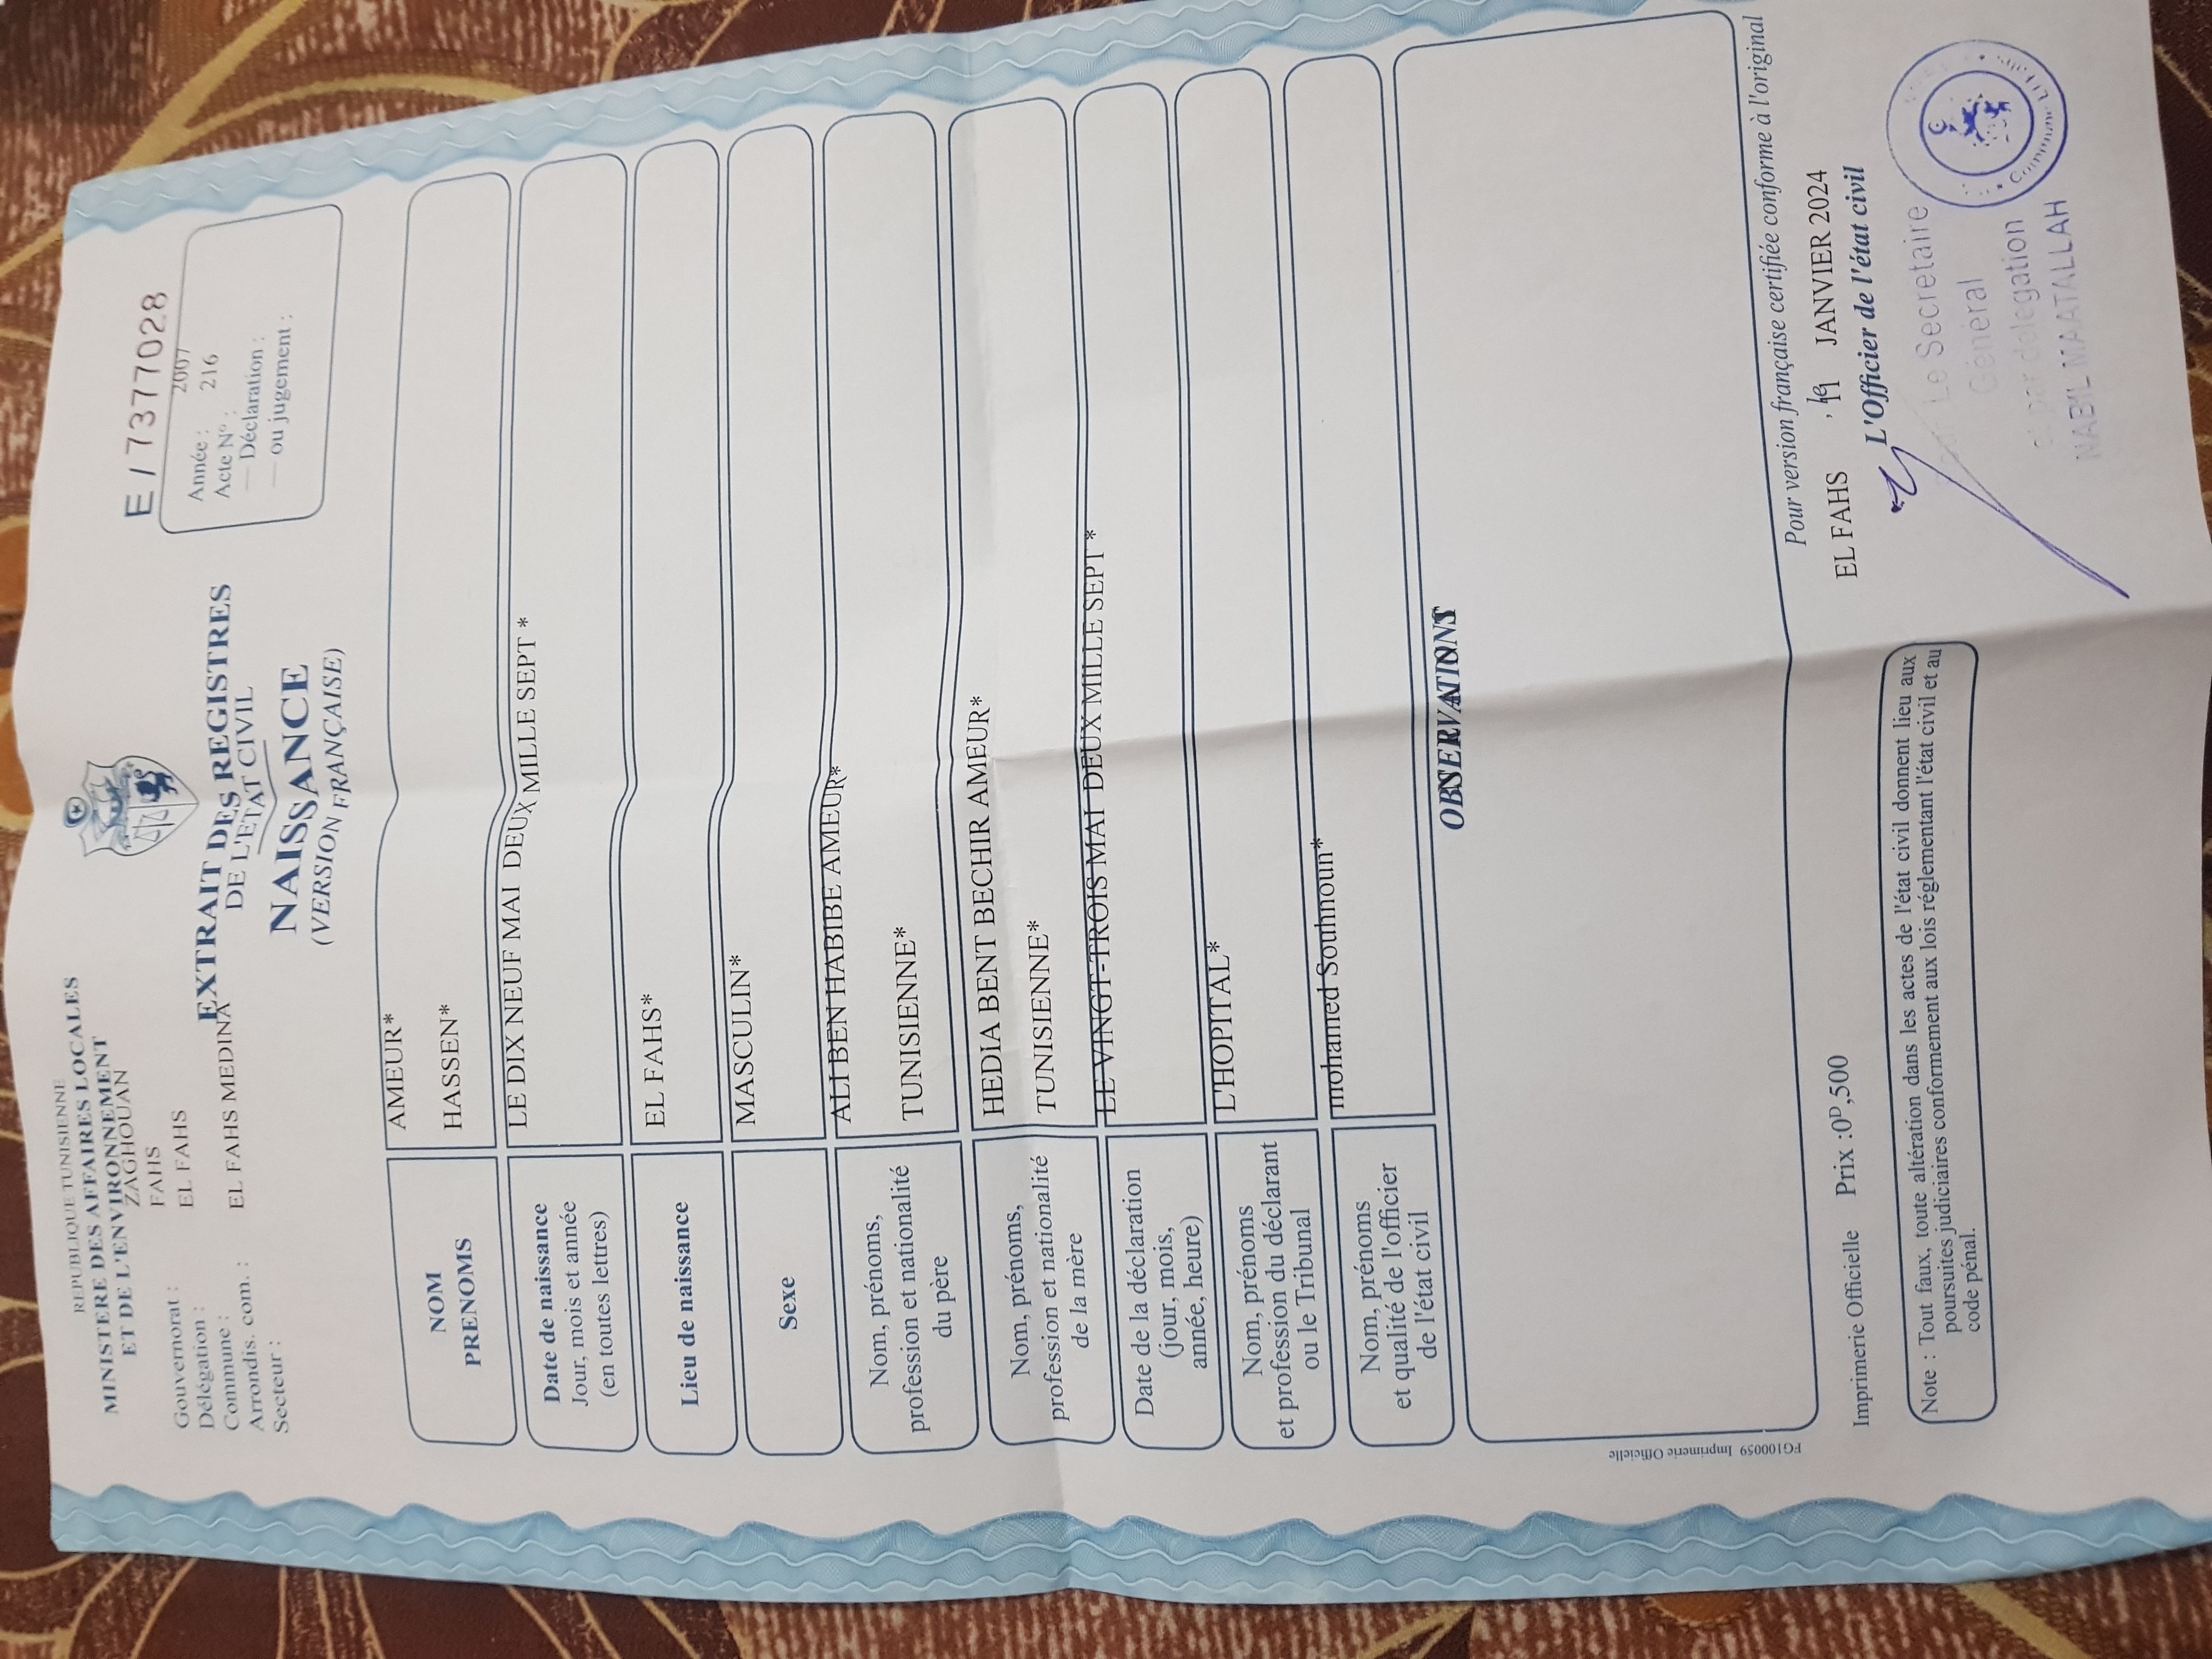 REPUBLIQUE TUNISIENNE
MINISTERE DES AFFAIRES LOCALES
ET DE L'ENVIRONNEMENT
Gouvernorat : ZAGHOUAN
Délégation : FAHS
Commune : EL FAHS
Arrondis. com. : EL FAHS MEDINA
Secteur :
EXTRAIT DES REGISTRES
DE L'ETAT CIVIL
NAISSANCE
(VERSION FRANÇAISE)
E / 7377028
Année : 2007
Acte N° : 216
— Déclaration :
— ou jugement :
NOM AMEUR*
PRENOMS HASSEN*
Date de naissance LE DIX NEUF MAI DEUX MILLE SEPT *
Jour, mois et année
(en toutes lettres)
Lieu de naissance EL FAHS*
Sexe MASCULIN*
Nom, prénoms, ALI BEN HABIBE AMEUR*
profession et nationalité TUNISIENNE*
du père
Nom, prénoms, HEDIA BENT BECHIR AMEUR*
profession et nationalité TUNISIENNE*
de la mère
Date de la déclaration LE VINGT-TROIS MAI DEUX MILLE SEPT *
(jour, mois,
année, heure)
Nom, prénoms L'HOPITAL*
et profession du déclarant
ou le Tribunal
Nom, prénoms mohamed Souhnoun*
et qualité de l'officier
de l'état civil
OBSERVATIONS
FG100059 Imprimerie Officielle
Pour version française certifiée conforme à l'original
EL FAHS , le JANVIER 2024
L'Officier de l'état civil
Le Secretaire
Général
par delegation
NABIL MAATALLAH
Commune
Imprimerie Officielle Prix :0D,500
Note : Tout faux, toute altération dans les actes de l'état civil donnent lieu aux
poursuites judiciaires conformement aux lois réglementant l'état civil et au
code pénal.